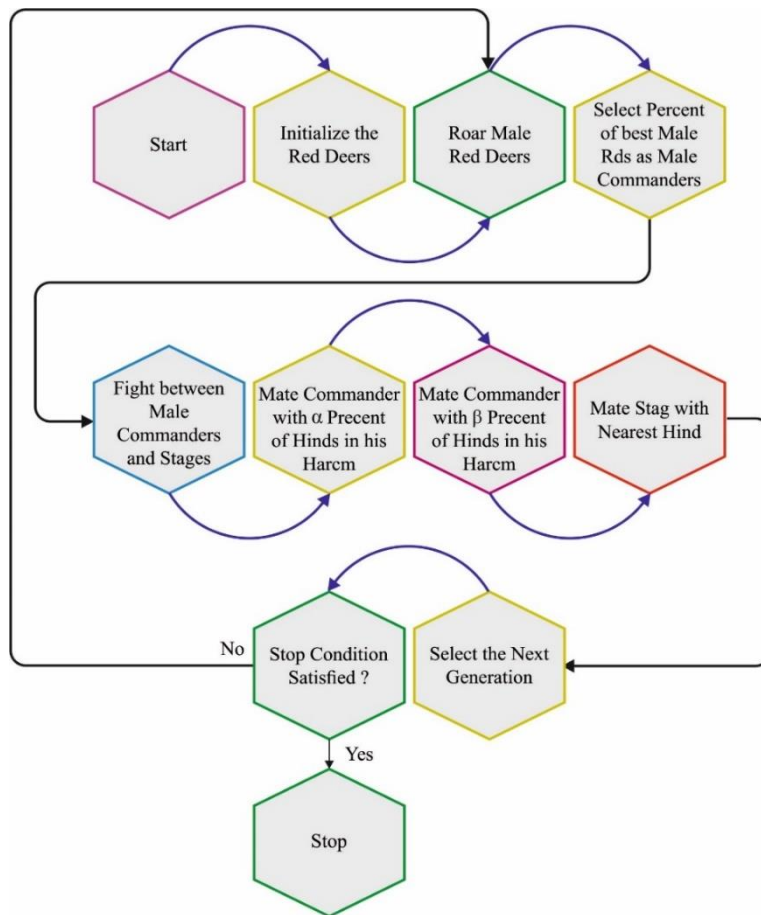 Start
Initialize the
Red Deers
Roar Male
Red Deers
Select Percent
of best Male
Rds as Male
Commanders
Fight between
Male
Commanders
and Stages
Mate Commander
with α Precent
of Hinds in his
Harcm
Mate Commander
with β Precent
of Hinds in his
Harcm
Mate Stag with
Nearest Hind
No
Stop Condition
Satisfied ?
Select the Next
Generation
Yes
Stop